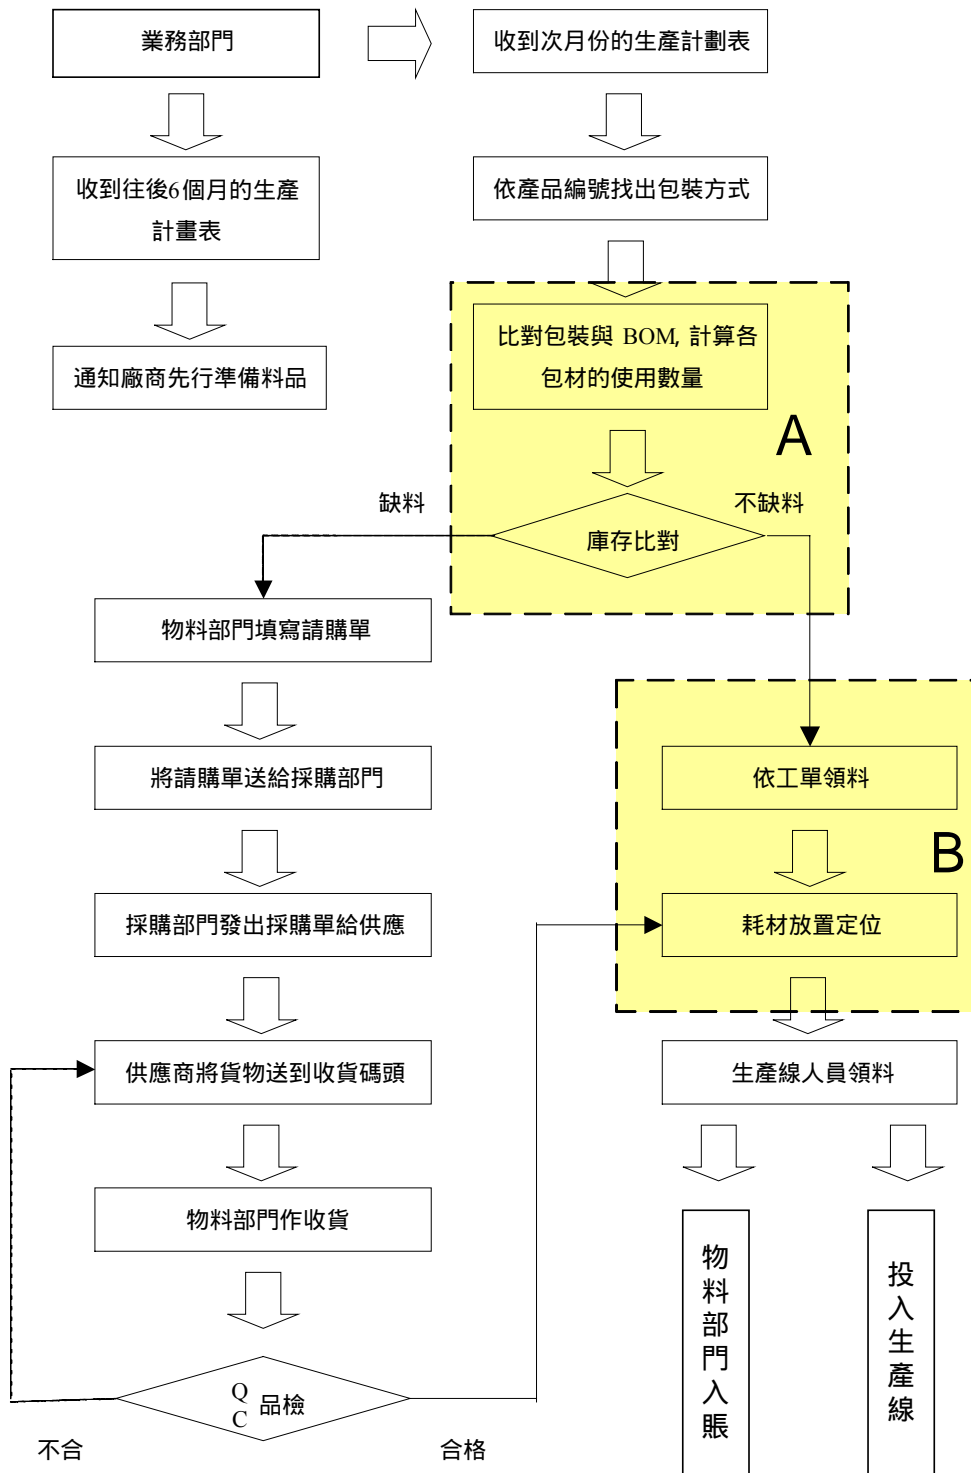 業務部門
收到次月份的生產計劃表
收到往後6個月的生產
計畫表
依產品編號找出包裝方式
通知廠商先行準備料品
比對包裝與 BOM, 計算各
包材的使用數量
A
缺料
不缺料
庫存比對
物料部門填寫請購單
將請購單送給採購部門
依工單領料
B
採購部門發出採購單給供應
耗材放置定位
供應商將貨物送到收貨碼頭
生產線人員領料
物料部門作收貨
物料部門入賬
投入生產線
QC 品檢
不合
合格